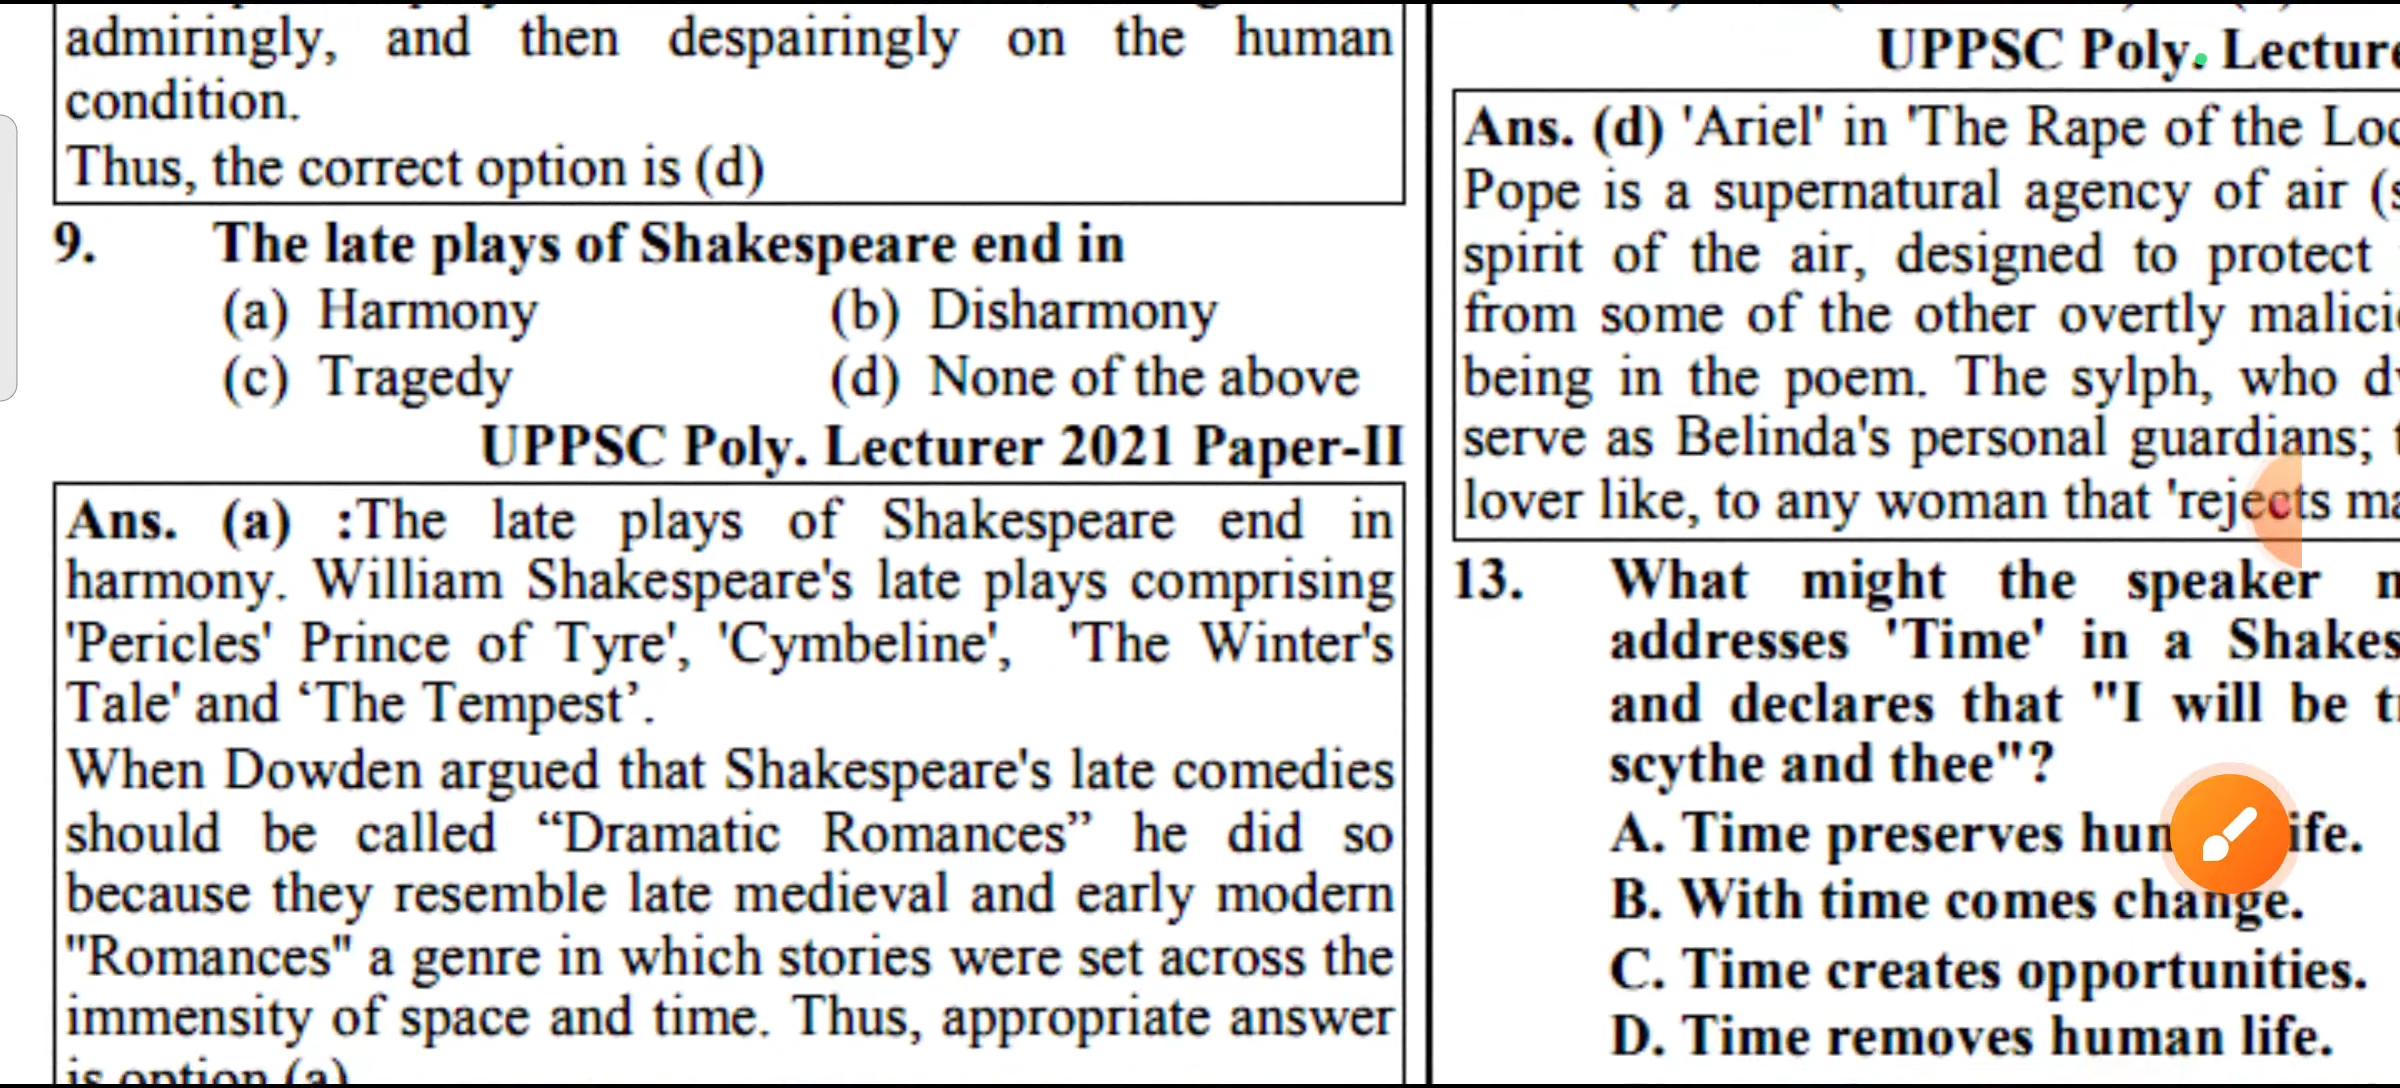 admiringly, and then despairingly on the human
condition.
Thus, the correct option is (d)
9. The late plays of Shakespeare end in
(a) Harmony (b) Disharmony
(c) Tragedy (d) None of the above
UPPSC Poly. Lecturer 2021 Paper-II
Ans. (a) :The late plays of Shakespeare end in
harmony. William Shakespeare's late plays comprising
'Pericles' Prince of Tyre', 'Cymbeline', 'The Winter's
Tale' and ‘The Tempest’.
When Dowden argued that Shakespeare's late comedies
should be called “Dramatic Romances” he did so
because they resemble late medieval and early modern
"Romances" a genre in which stories were set across the
immensity of space and time. Thus, appropriate answer
is option (a)
UPPSC Poly. Lecture
Ans. (d) 'Ariel' in 'The Rape of the
Pope is a supernatural agency of air
spirit of the air, designed to protect
from some of the other overtly
being in the poem. The sylph, who
serve as Belinda's personal guardians;
lover like, to any woman that 'rejects
13. What might the speaker
addresses 'Time' in a
and declares that "I will be
scythe and thee"?
A. Time preserves
B. With time comes change.
C. Time creates opportunities.
D. Time removes human life.